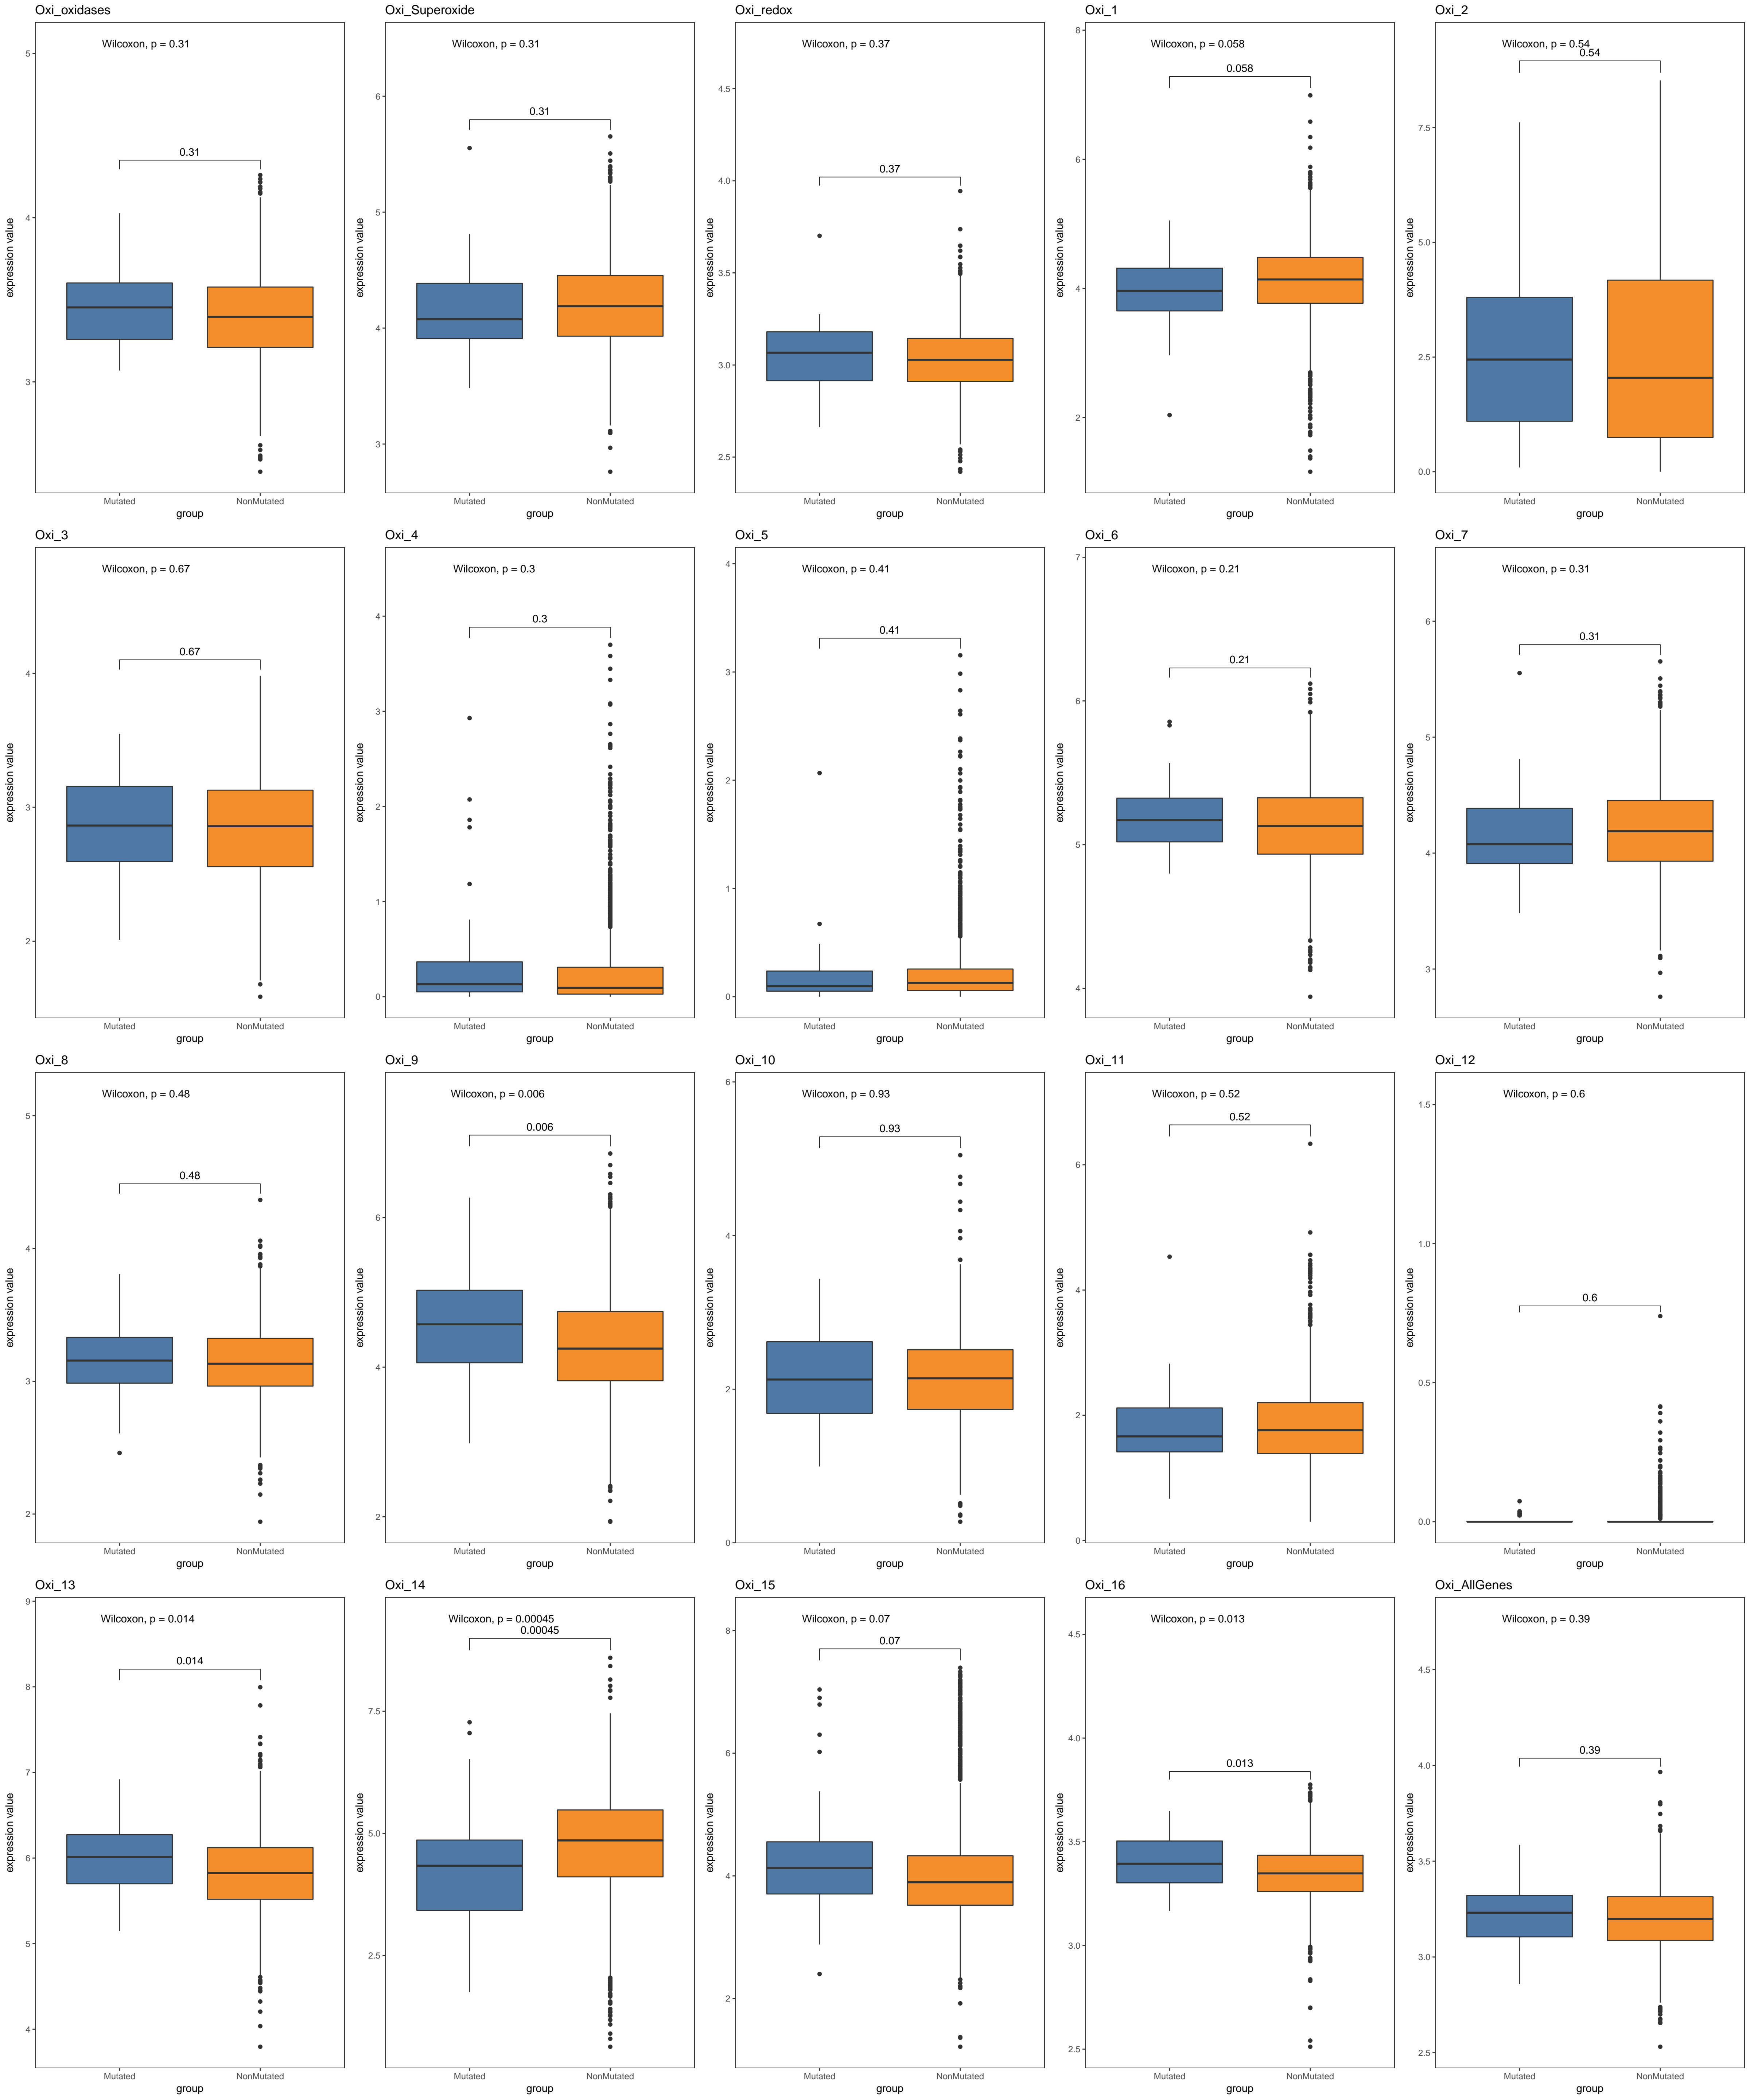 Oxi_oxidases
Wilcoxon, p = 0.31
0.31
5
4
3
expression value
Mutated
NonMutated
group
Oxi_Superoxide
Wilcoxon, p = 0.31
0.31
6
5
4
3
expression value
Mutated
NonMutated
group
Oxi_redox
Wilcoxon, p = 0.37
0.37
4.5
4.0
3.5
3.0
2.5
expression value
Mutated
NonMutated
group
Oxi_1
Wilcoxon, p = 0.058
0.058
8
6
4
2
expression value
Mutated
NonMutated
group
Oxi_2
Wilcoxon, p = 0.54
0.54
7.5
5.0
2.5
0.0
expression value
Mutated
NonMutated
group
Oxi_3
Wilcoxon, p = 0.67
0.67
4
3
2
expression value
Mutated
NonMutated
group
Oxi_4
Wilcoxon, p = 0.3
0.3
4
3
2
1
0
expression value
Mutated
NonMutated
group
Oxi_5
Wilcoxon, p = 0.41
0.41
4
3
2
1
0
expression value
Mutated
NonMutated
group
Oxi_6
Wilcoxon, p = 0.21
0.21
7
6
5
4
expression value
Mutated
NonMutated
group
Oxi_7
Wilcoxon, p = 0.31
0.31
6
5
4
3
expression value
Mutated
NonMutated
group
Oxi_8
Wilcoxon, p = 0.48
0.48
5
4
3
2
expression value
Mutated
NonMutated
group
Oxi_9
Wilcoxon, p = 0.006
0.006
6
4
2
expression value
Mutated
NonMutated
group
Oxi_10
Wilcoxon, p = 0.93
0.93
6
4
2
0
expression value
Mutated
NonMutated
group
Oxi_11
Wilcoxon, p = 0.52
0.52
6
4
2
0
expression value
Mutated
NonMutated
group
Oxi_12
Wilcoxon, p = 0.6
0.6
1.5
1.0
0.5
0.0
expression value
Mutated
NonMutated
group
Oxi_13
Wilcoxon, p = 0.014
0.014
9
8
7
6
5
4
expression value
Mutated
NonMutated
group
Oxi_14
Wilcoxon, p = 0.00045
0.00045
7.5
5.0
2.5
expression value
Mutated
NonMutated
group
Oxi_15
Wilcoxon, p = 0.07
0.07
8
6
4
2
expression value
Mutated
NonMutated
group
Oxi_16
Wilcoxon, p = 0.013
0.013
4.5
4.0
3.5
3.0
2.5
expression value
Mutated
NonMutated
group
Oxi_AllGenes
Wilcoxon, p = 0.39
0.39
4.5
4.0
3.5
3.0
2.5
expression value
Mutated
NonMutated
group